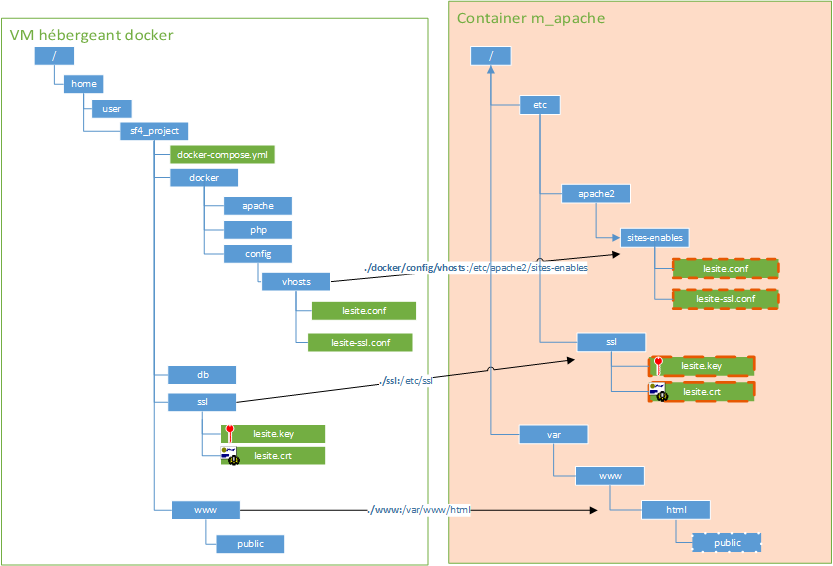 VM hébergeant docker
/
home
user
sf4_project
docker-compose.yml
docker
apache
php
config
vhosts
lesite.conf
lesite-ssl.conf
db
ssl
lesite.key
lesite.crt
www
public
./docker/config/vhosts:/etc/apache2/sites-enables
./ssl:/etc/ssl
./www:/var/www/html
Container m_apache
/
etc
apache2
sites-enables
lesite.conf
lesite-ssl.conf
ssl
lesite.key
lesite.crt
var
www
html
public